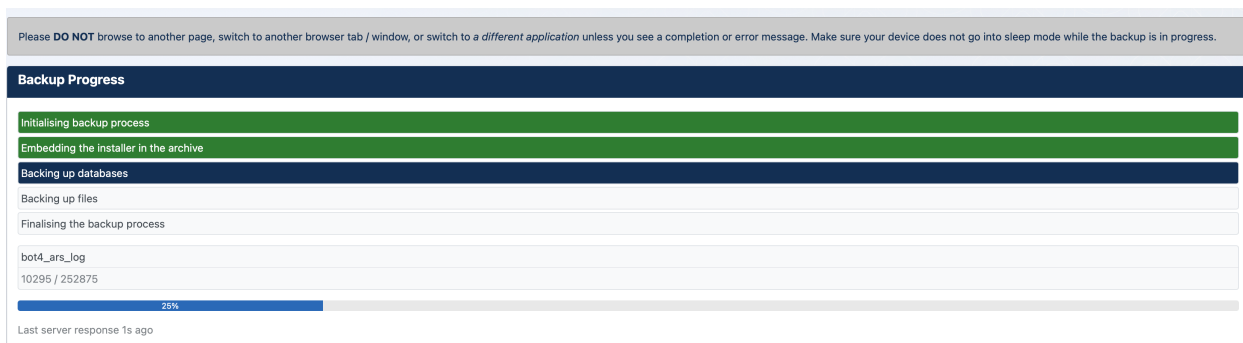 Please DO NOT browse to another page, switch to another browser tab / window, or switch to a different application unless you see a completion or error message. Make sure your device does not go into sleep mode while the backup is in progress.
Backup Progress
Initialising backup process
Embedding the installer in the archive
Backing up databases
Backing up files
Finalising the backup process
bot4_ars_log
10295 / 252875
25%
Last server response 1s ago